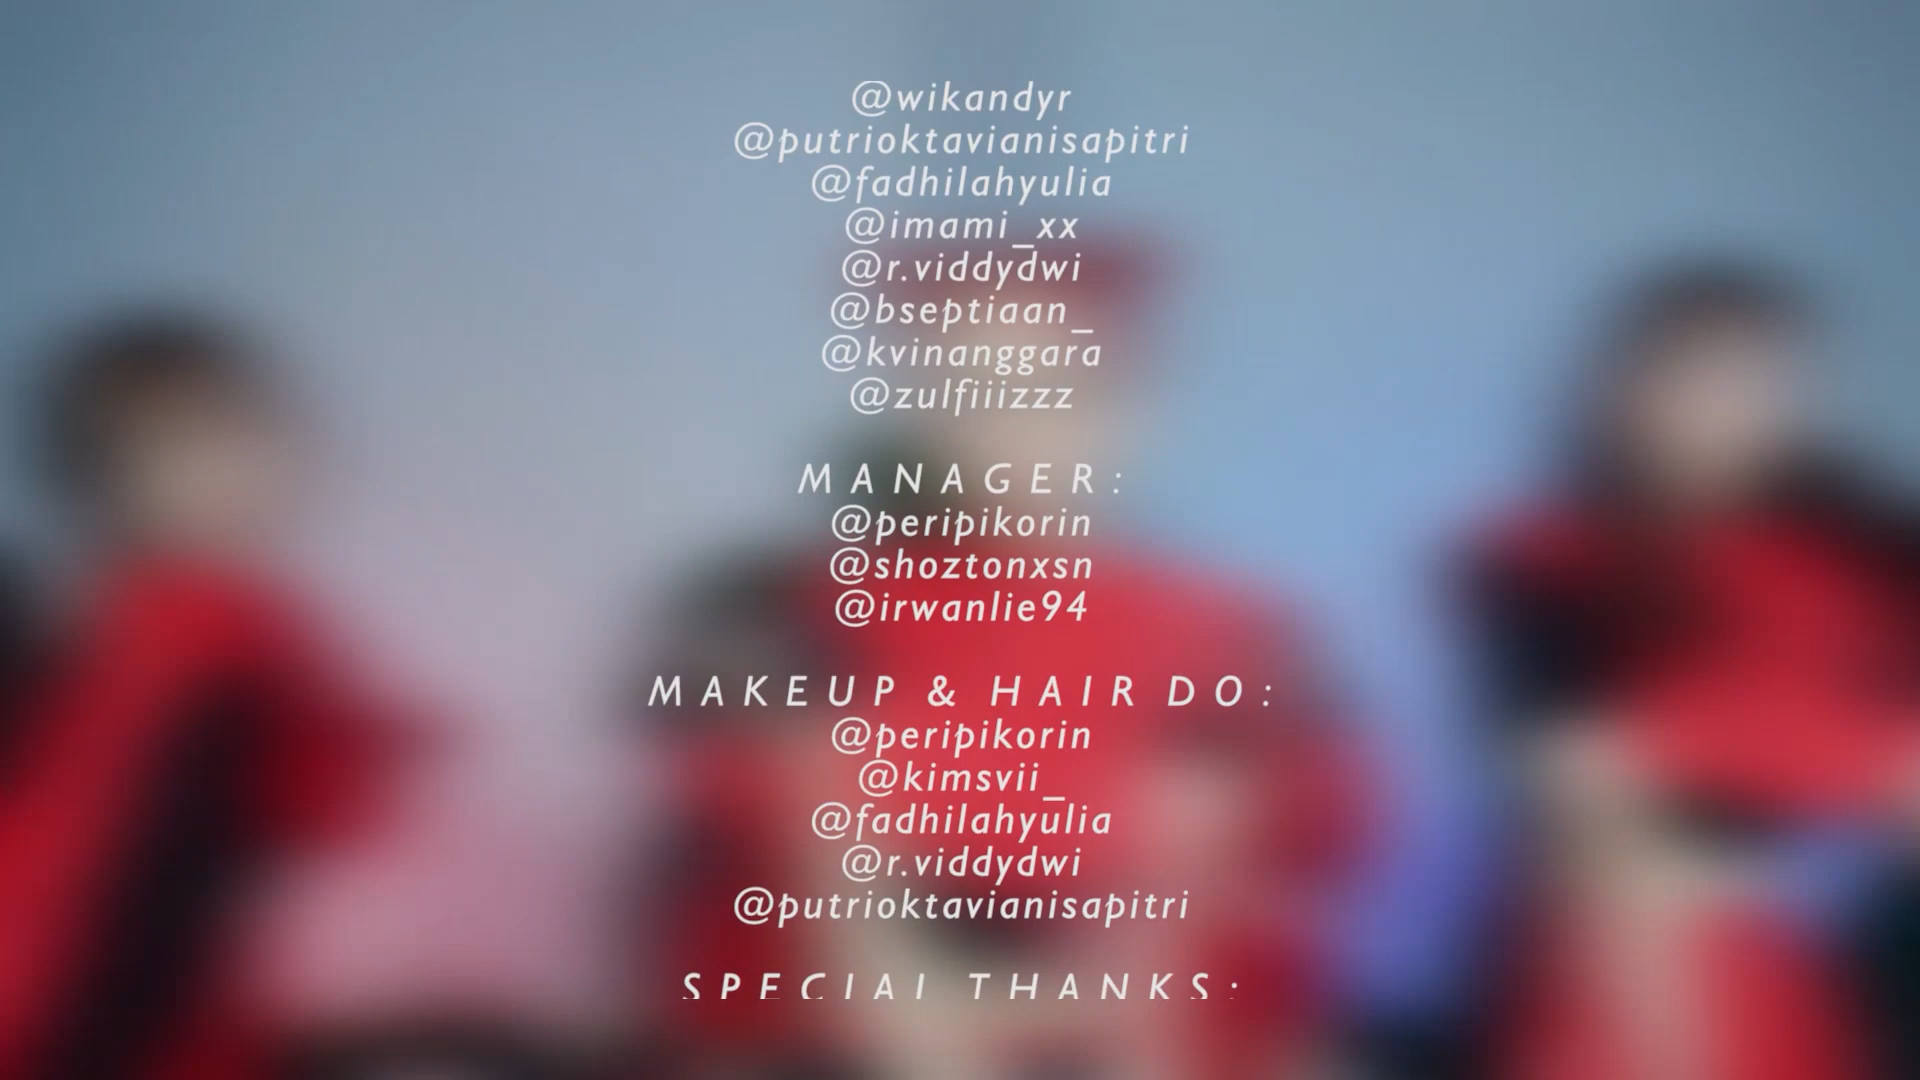 @wikandyr
@putrioktavianisapitri
@fadhilahyulia
@imami_xx
@r.viddydwi
@bseptiaan_
@kvinanggara
@zulfiiizzz
MANAGER:
@peripikorin
@shoztonxsn
@irwanlie94
MAKEUP & HAIR DO:
@peripikorin
@kimsvii_
@fadhilahyulia
@r.viddydwi
@putrioktavianisapitri
SPECIAL THANKS: